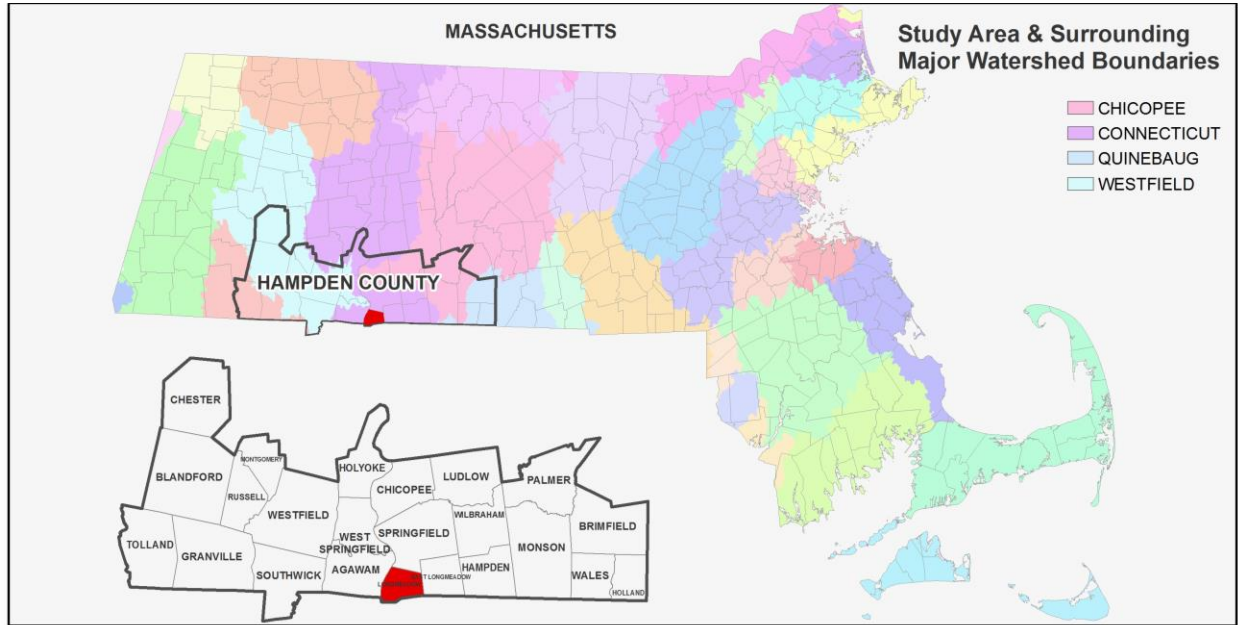 MASSACHUSETTS
Study Area & Surrounding
Major Watershed Boundaries
CHICOPEE
CONNECTICUT
QUINEBAUG
WESTFIELD
HAMPDEN COUNTY
CHESTER
MONTGOMERY
BLANDFORD
RUSSELL
HOLYOKE
LUDLOW
PALMER
CHICOPEE
WESTFIELD
WILBRAHAM
BRIMFIELD
SPRINGFIELD
WEST
SPRINGFIELD
TOLLAND
GRANVILLE
MONSON
SOUTHWICK
AGAWAM
HAMPDEN
WALES
LONGMEADOW
EAST LONGMEADOW
HOLLAND